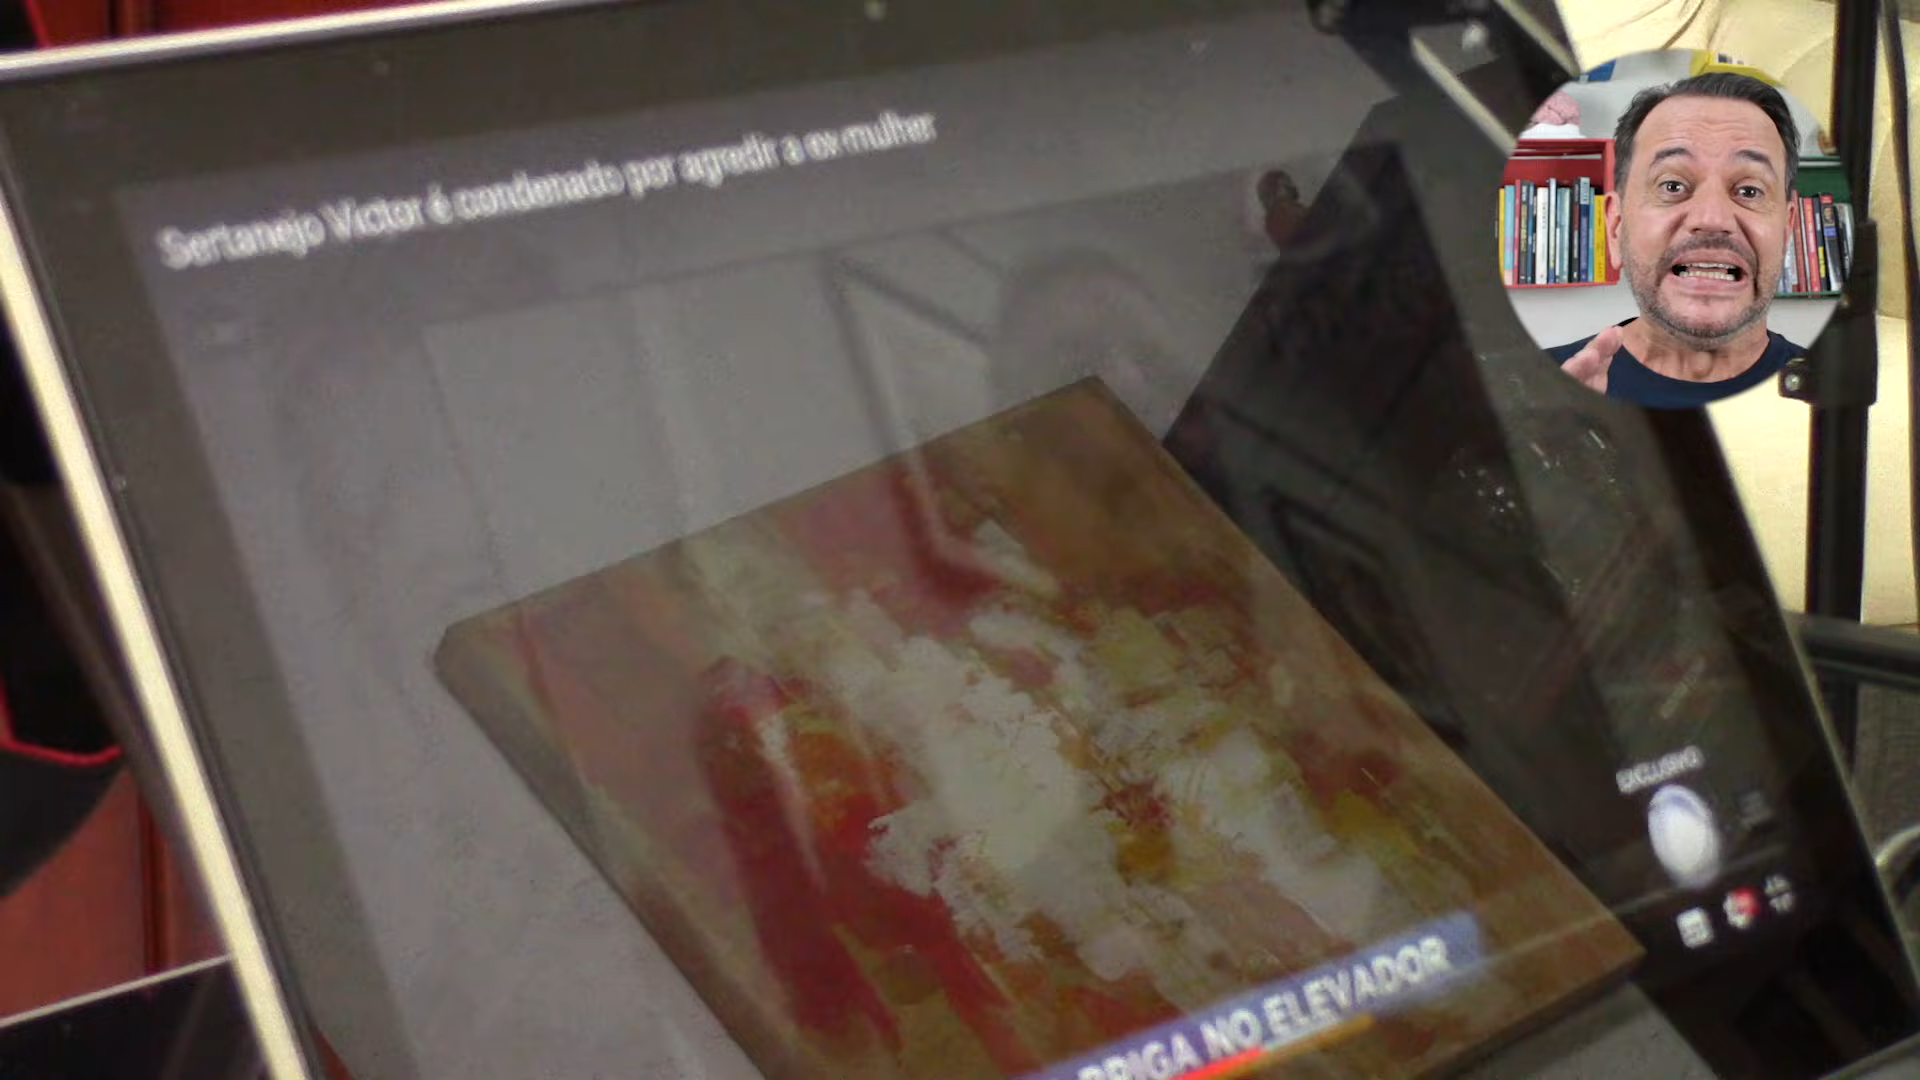 Sertanejo Victor é condenado por agredir a ex-mulher
EXCLUSIVO
BRIGA NO ELEVADOR